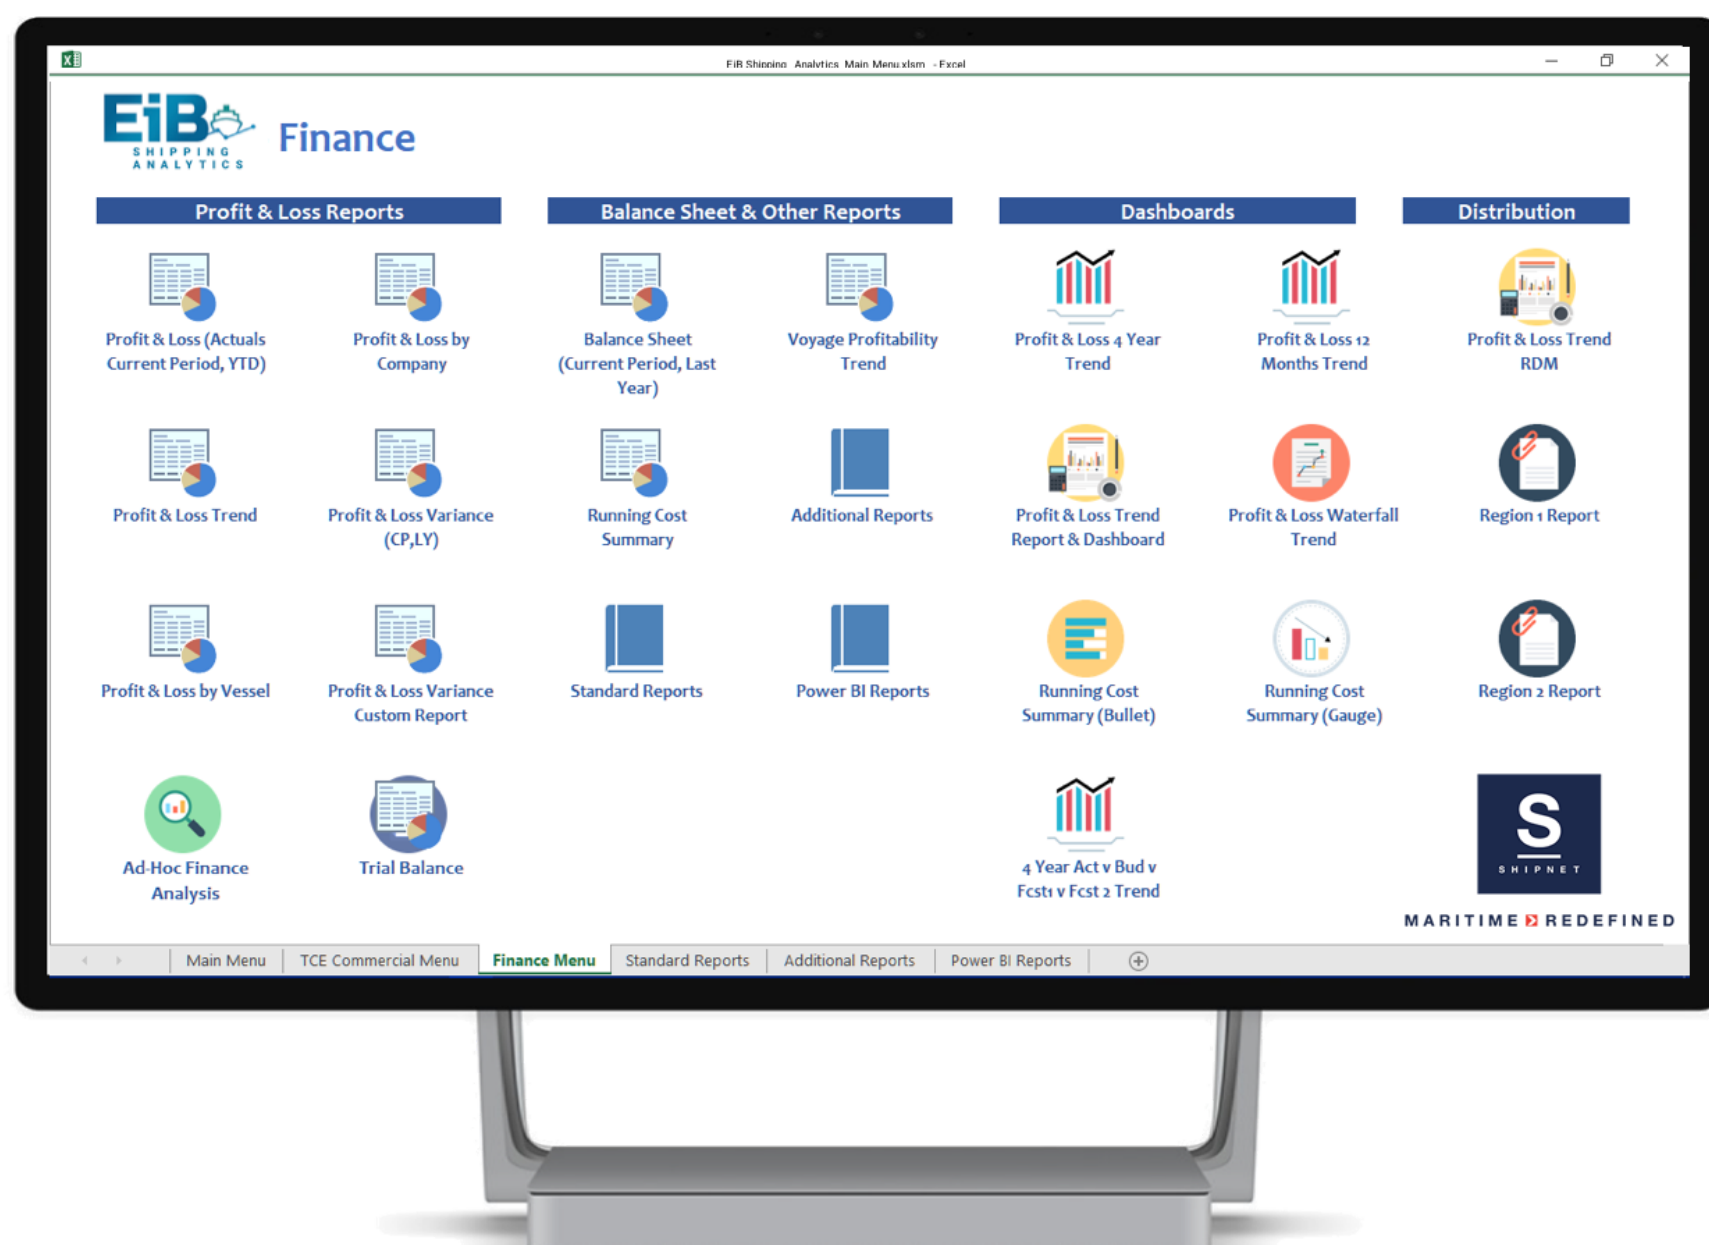 EiB Shipping Analytics Main Menu.xlsm - Excel
EiB
SHIPPING
ANALYTICS
Finance
Profit & Loss Reports
Balance Sheet & Other Reports
Dashboards
Distribution
Profit & Loss (Actuals
Current Period, YTD)
Profit & Loss by
Company
Balance Sheet
(Current Period, Last
Year)
Voyage Profitability
Trend
Profit & Loss 4 Year
Trend
Profit & Loss 12
Months Trend
Profit & Loss Trend
RDM
Profit & Loss Trend
Profit & Loss Variance
(CP,LY)
Running Cost
Summary
Additional Reports
Profit & Loss Trend
Report & Dashboard
Profit & Loss Waterfall
Trend
Region 1 Report
Profit & Loss by Vessel
Profit & Loss Variance
Custom Report
Standard Reports
Power BI Reports
Running Cost
Summary (Bullet)
Running Cost
Summary (Gauge)
Region 2 Report
Ad-Hoc Finance
Analysis
Trial Balance
4 Year Act v Bud v
Fcst1 v Fcst 2 Trend
S
SHIPNET
MARITIME REDEFINED
Main Menu
TCE Commercial Menu
Finance Menu
Standard Reports
Additional Reports
Power BI Reports